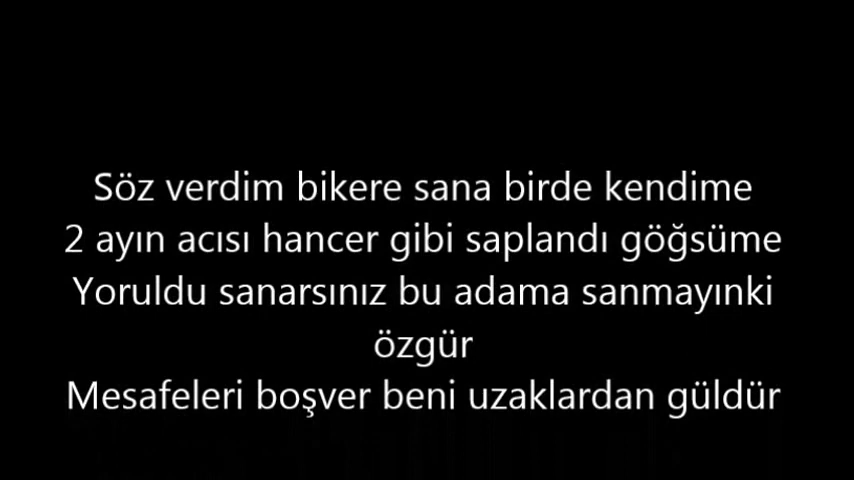 Söz verdim bikere sana birde kendime
2 ayın acısı hancer gibi saplandı göğsüme
Yoruldu sanarsınız bu adama sanmayınki
özgür
Mesafeleri boşver beni uzaklardan güldür